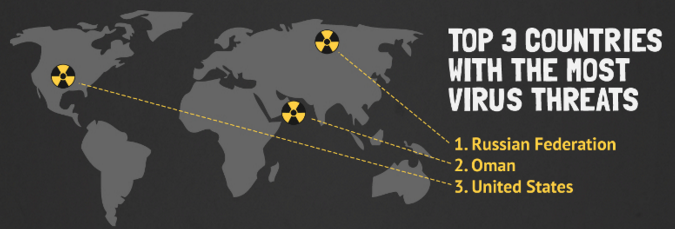 TOP 3 COUNTRIES
WITH THE MOST
VIRUS THREATS
1. Russian Federation
2. Oman
3. United States